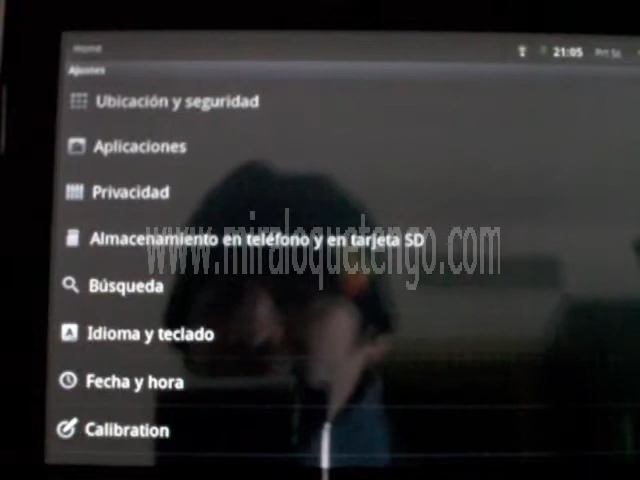 Home
21:05
Ajustes
Ubicación y seguridad
Aplicaciones
Privacidad
Almacenamiento en teléfono y en tarjeta SD
www.miraloquetengo.com
Búsqueda
Idioma y teclado
Fecha y hora
Calibration